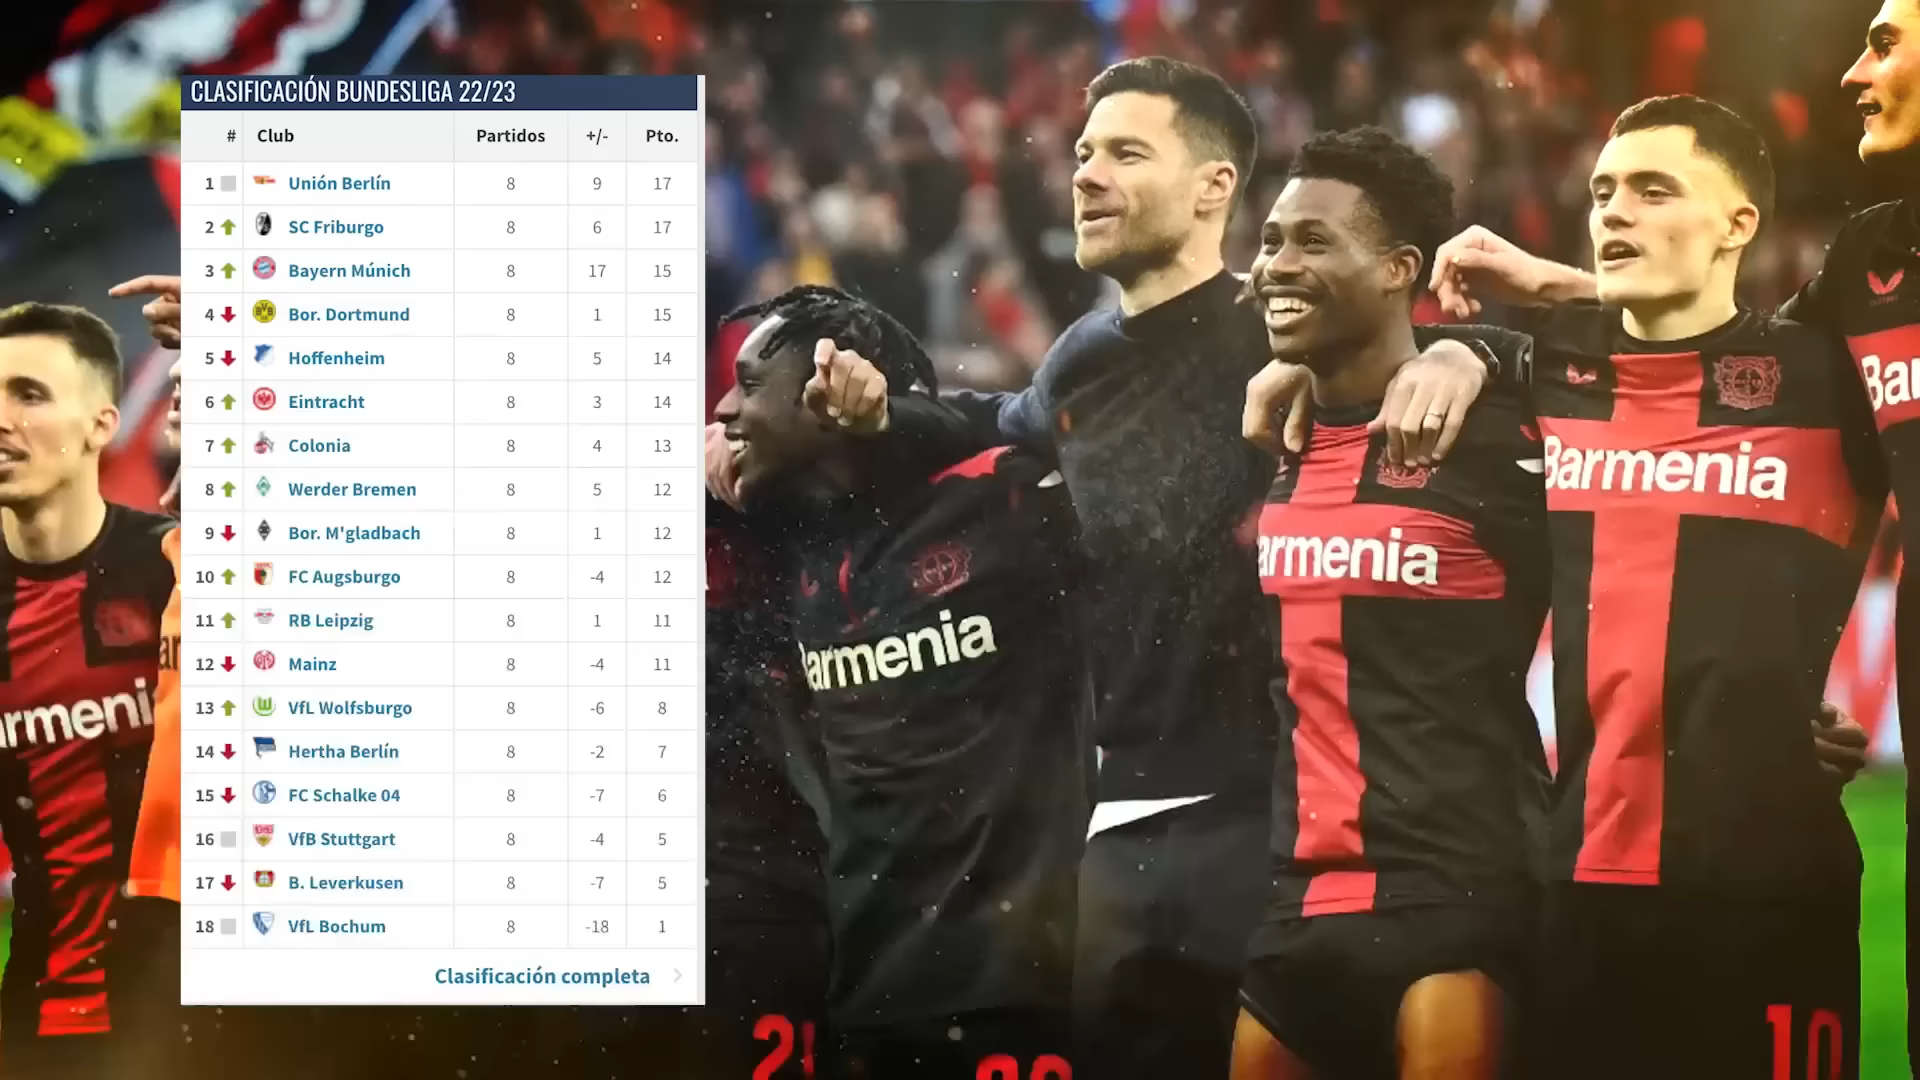 CLASIFICACIÓN BUNDESLIGA 22/23
# Club Partidos +/- Pto.
1 Unión Berlín 8 9 17
2 SC Friburgo 8 6 17
3 Bayern Múnich 8 17 15
4 Bor. Dortmund 8 1 15
5 Hoffenheim 8 5 14
6 Eintracht 8 3 14
7 Colonia 8 4 13
8 Werder Bremen 8 5 12
9 Bor. M'gladbach 8 1 12
10 FC Augsburgo 8 -4 12
11 RB Leipzig 8 1 11
12 Mainz 8 -4 11
13 VfL Wolfsburgo 8 -6 8
14 Hertha Berlín 8 -2 7
15 FC Schalke 04 8 -7 6
16 VfB Stuttgart 8 -4 5
17 B. Leverkusen 8 -7 5
18 VfL Bochum 8 -18 1
Clasificación completa
Bar
Barmenia
armenia
Barmenia
armeni
21
10